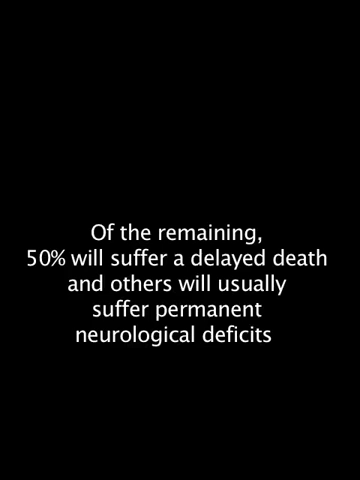 Of the remaining,
50% will suffer a delayed death
and others will usually
suffer permanent
neurological deficits